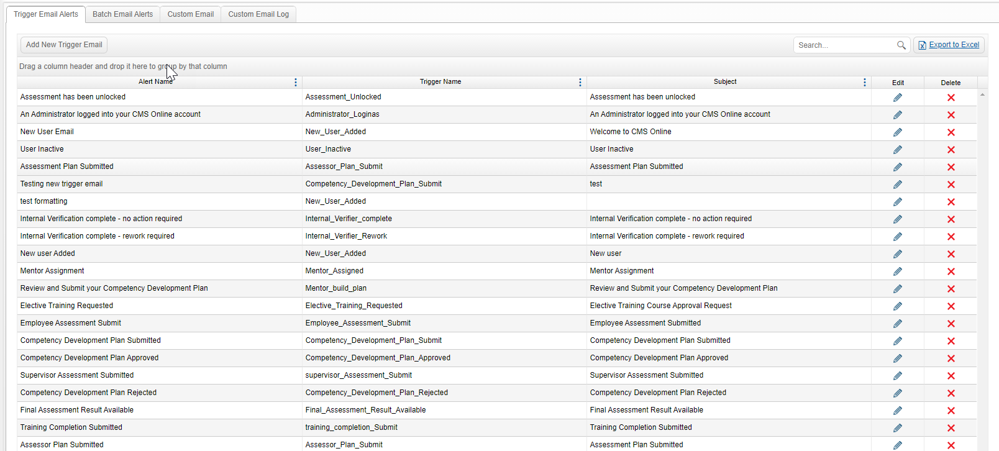 Trigger Email Alerts Batch Email Alerts Custom Email Custom Email Log
Add New Trigger Email Search... Export to Excel
Drag a column header and drop it here to group by that column
Alert Name Trigger Name Subject Edit Delete
Assessment has been unlocked Assessment_Unlocked Assessment has been unlocked
An Administrator logged into your CMS Online account Administrator_Loginas An Administrator logged into your CMS Online account
New User Email New_User_Added Welcome to CMS Online
User Inactive User_Inactive User Inactive
Assessment Plan Submitted Assessor_Plan_Submit Assessment Plan Submitted
Testing new trigger email Competency_Development_Plan_Submit test
test formatting New_User_Added
Internal Verification complete - no action required Internal_Verifier_complete Internal Verification complete - no action required
Internal Verification complete - rework required Internal_Verifier_Rework Internal Verification complete - rework required
New user Added New_User_Added New user
Mentor Assignment Mentor_Assigned Mentor Assignment
Review and Submit your Competency Development Plan Mentor_build_plan Review and Submit your Competency Development Plan
Elective Training Requested Elective_Training_Requested Elective Training Course Approval Request
Employee Assessment Submit Employee_Assessment_Submit Employee Assessment Submitted
Competency Development Plan Submitted Competency_Development_Plan_Submit Competency Development Plan Submitted
Competency Development Plan Approved Competency_Development_Plan_Approved Competency Development Plan Approved
Supervisor Assessment Submitted supervisor_Assessment_Submit Supervisor Assessment Submitted
Competency Development Plan Rejected Competency_Development_Plan_Rejected Competency Development Plan Rejected
Final Assessment Result Available Final_Assessment_Result_Available Final Assessment Result Available
Training Completion Submitted training_completion_Submit Training Completion Submitted
Assessor Plan Submitted Assessor_Plan_Submit Assessment Plan Submitted